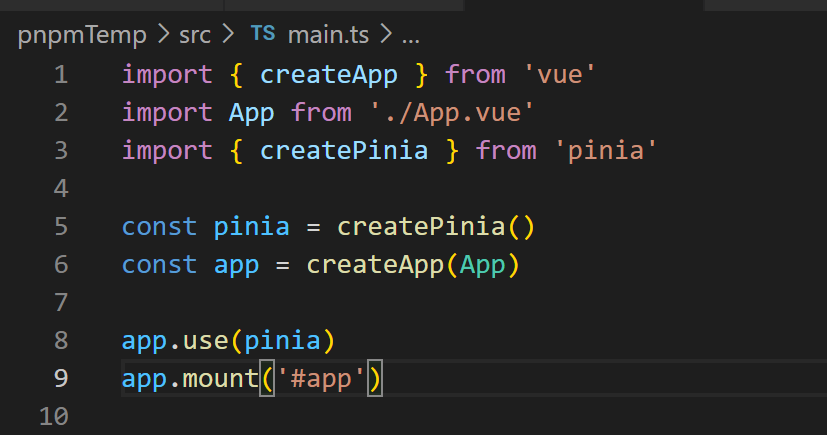 pnpmTemp > src > TS main.ts > ...
1 import { createApp } from 'vue'
2 import App from './App.vue'
3 import { createPinia } from 'pinia'
4
5 const pinia = createPinia()
6 const app = createApp(App)
7
8 app.use(pinia)
9 app.mount('#app')
10